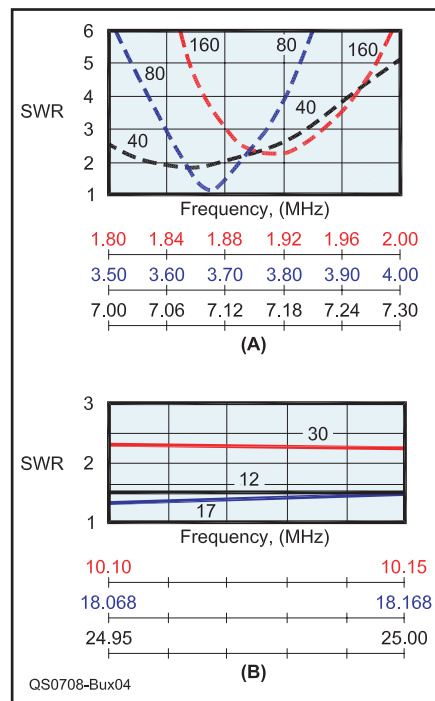 6
5
4
3
2
1
SWR
160
80
80
160
40
40
Frequency, (MHz)
1.80 1.84 1.88 1.92 1.96 2.00
3.50 3.60 3.70 3.80 3.90 4.00
7.00 7.06 7.12 7.18 7.24 7.30
(A)
3
2
1
SWR
30
12
17
Frequency, (MHz)
10.10 10.15
18.068 18.168
24.95 25.00
(B)
QS0708-Bux04